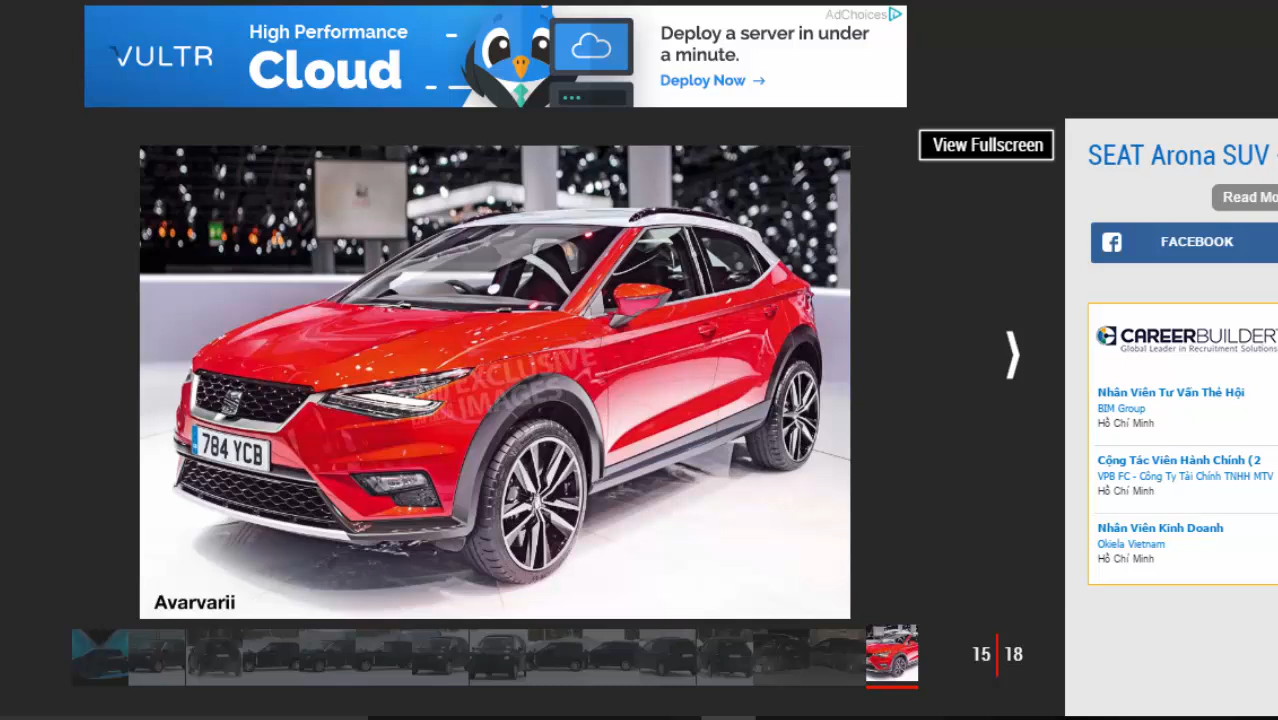 AdChoices
VULTR
High Performance
Cloud
Deploy a server in under
a minute.
Deploy Now →
View Fullscreen
SEAT Arona SUV
Read Mo
FACEBOOK
EXCLUSIVE
IMAGES
784 YCB
Avarvarii
CAREERBUILDER
Global Leader in Recruitment Solutions
Nhân Viên Tư Vấn Thẻ Hội
BIM Group
Hồ Chí Minh
Cộng Tác Viên Hành Chính (2
VPB FC - Công Ty Tài Chính TNHH MTV
Hồ Chí Minh
Nhân Viên Kinh Doanh
Okiela Vietnam
Hồ Chí Minh
15 18